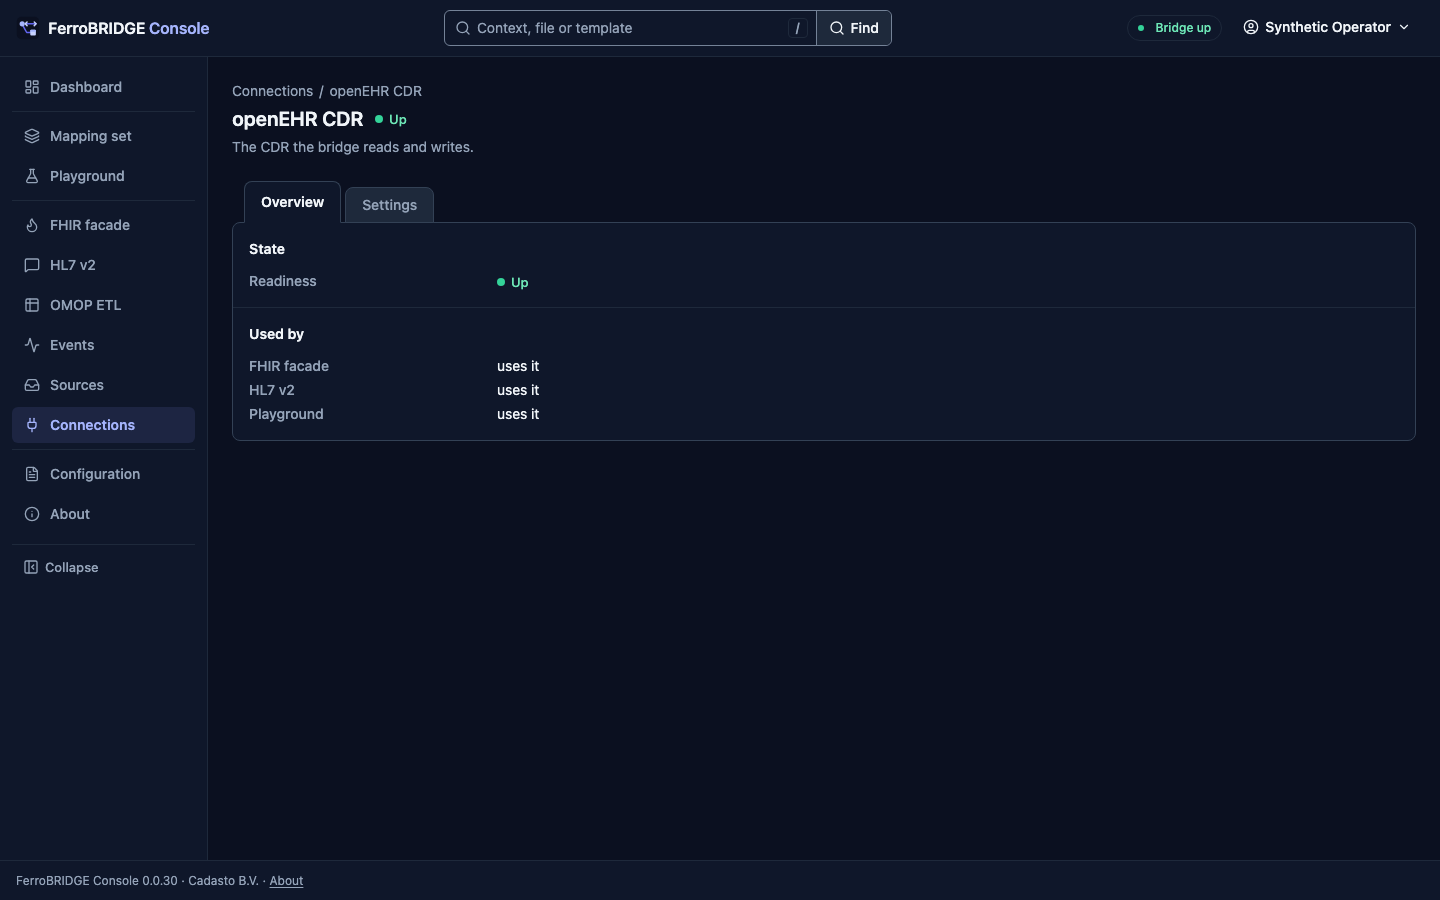 FerroBRIDGE Console
Context, file or template
/
Find
Bridge up
Synthetic Operator
Dashboard
Mapping set
Playground
FHIR facade
HL7 v2
OMOP ETL
Events
Sources
Connections
Configuration
About
Collapse
Connections / openEHR CDR
openEHR CDR Up
The CDR the bridge reads and writes.
Overview Settings
State
Readiness Up
Used by
FHIR facade uses it
HL7 v2 uses it
Playground uses it
FerroBRIDGE Console 0.0.30 · Cadasto B.V. · About